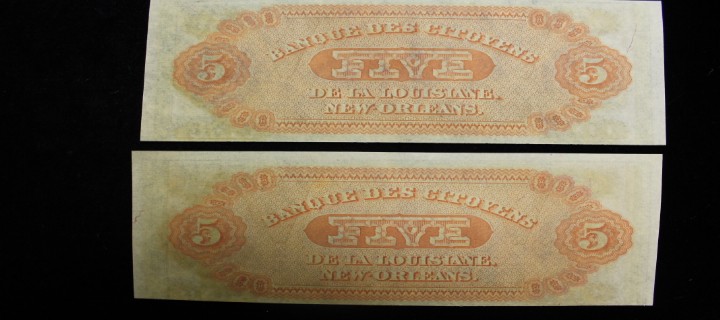 BANQUE DES CITOYENS
5 FIVE 5
DE LA LOUISIANE,
NEW-ORLEANS.
BANQUE DES CITOYENS
5 FIVE 5
DE LA LOUISIANE,
NEW-ORLEANS.